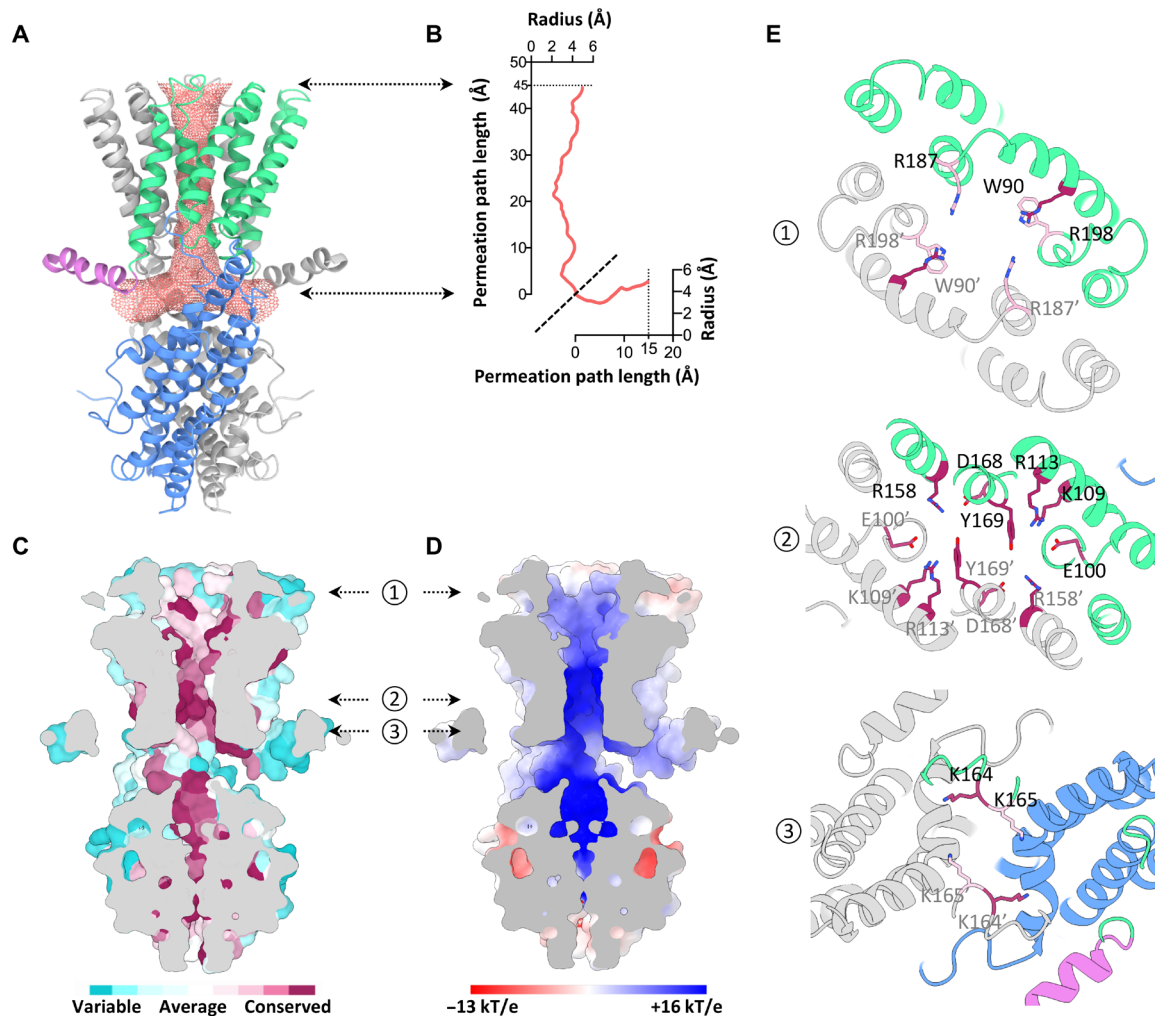 A
B
Radius (Å)
0 2 4 6
50
45
40
30
20
10
0
Permeation path length (Å)
6
4
2
0
Radius (Å)
0 10 15 20
Permeation path length (Å)
C
D
①
②
③
Variable Average Conserved
−13 kT/e +16 kT/e
E
①
R187
W90
R198
R198′
W90′
R187′
②
D168
R113
R158
K109
E100′
Y169
E100
Y169′
K109′
R158′
R113′
D168′
③
K164
K165
K165′
K164′